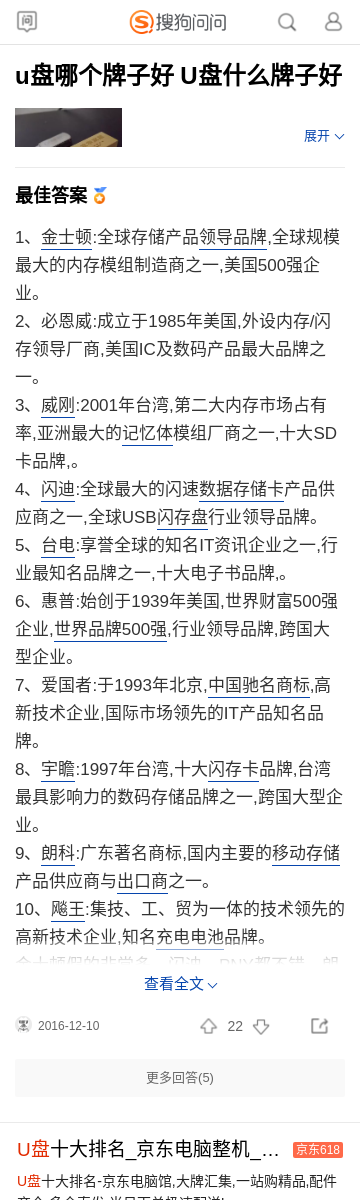 搜狗问问
u盘哪个牌子好 U盘什么牌子好
展开
最佳答案
1、金士顿:全球存储产品领导品牌,全球规模
最大的内存模组制造商之一,美国500强企
业。
2、必恩威:成立于1985年美国,外设内存/闪
存领导厂商,美国IC及数码产品最大品牌之
一。
3、威刚:2001年台湾,第二大内存市场占有
率,亚洲最大的记忆体模组厂商之一,十大SD
卡品牌,。
4、闪迪:全球最大的闪速数据存储卡产品供
应商之一,全球USB闪存盘行业领导品牌。
5、台电:享誉全球的知名IT资讯企业之一,行
业最知名品牌之一,十大电子书品牌,。
6、惠普:始创于1939年美国,世界财富500强
企业,世界品牌500强,行业领导品牌,跨国大
型企业。
7、爱国者:于1993年北京,中国驰名商标,高
新技术企业,国际市场领先的IT产品知名品
牌。
8、宇瞻:1997年台湾,十大闪存卡品牌,台湾
最具影响力的数码存储品牌之一,跨国大型企
业。
9、朗科:广东著名商标,国内主要的移动存储
产品供应商与出口商之一。
10、飚王:集技、工、贸为一体的技术领先的
高新技术企业,知名充电电池品牌。
查看全文
2016-12-10 22
更多回答(5)
U盘十大排名_京东电脑整机_... 京东618
U盘十大排名-京东电脑馆,大牌汇集,一站购精品,配件